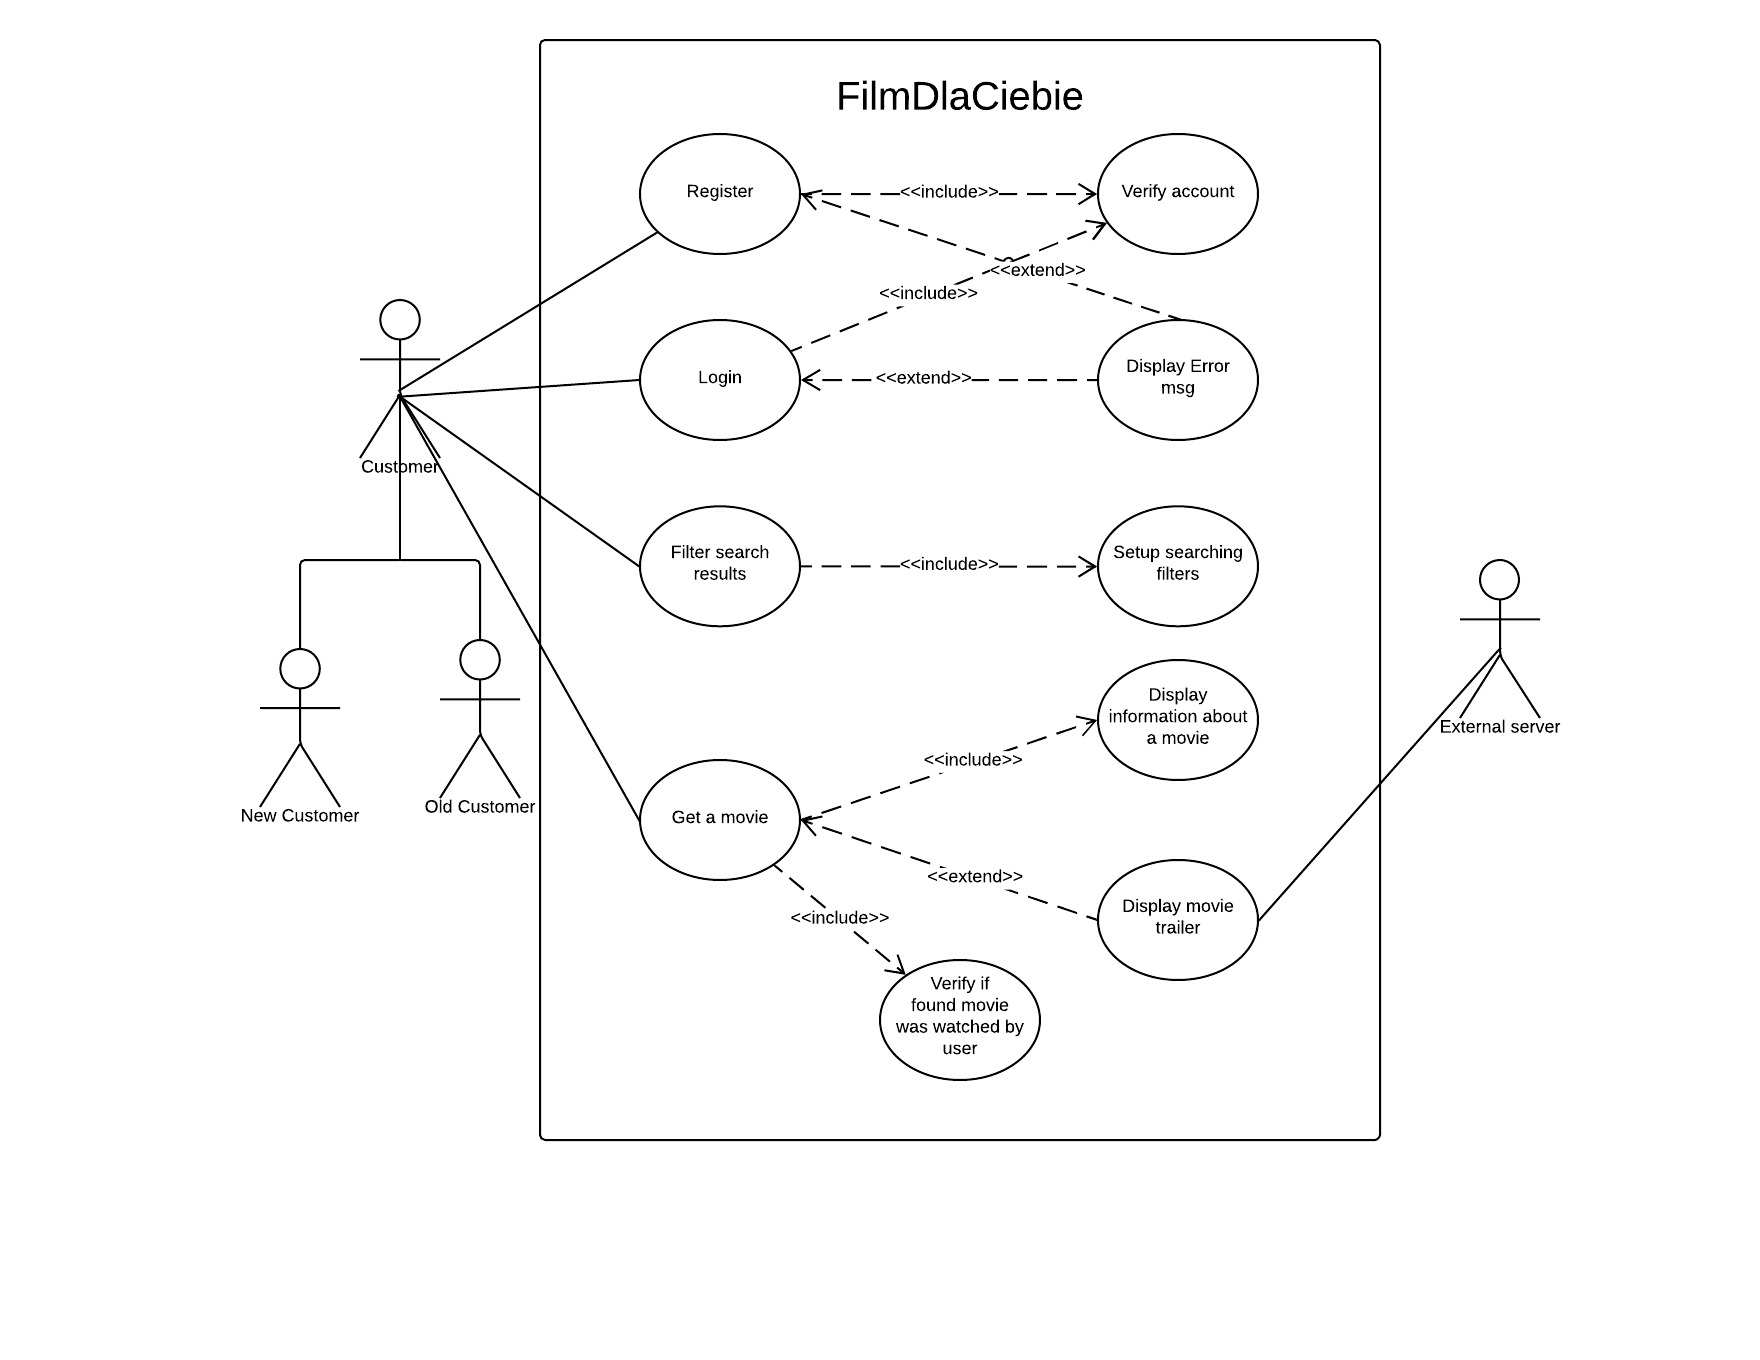 FilmDlaCiebie
Register
<<include>>
Verify account
<<extend>>
<<include>>
Login
<<extend>>
Display Error
msg
Customer
Filter search
results
<<include>>
Setup searching
filters
Display
information about
a movie
External server
<<include>>
New Customer
Old Customer
Get a movie
<<extend>>
Display movie
trailer
<<include>>
Verify if
found movie
was watched by
user